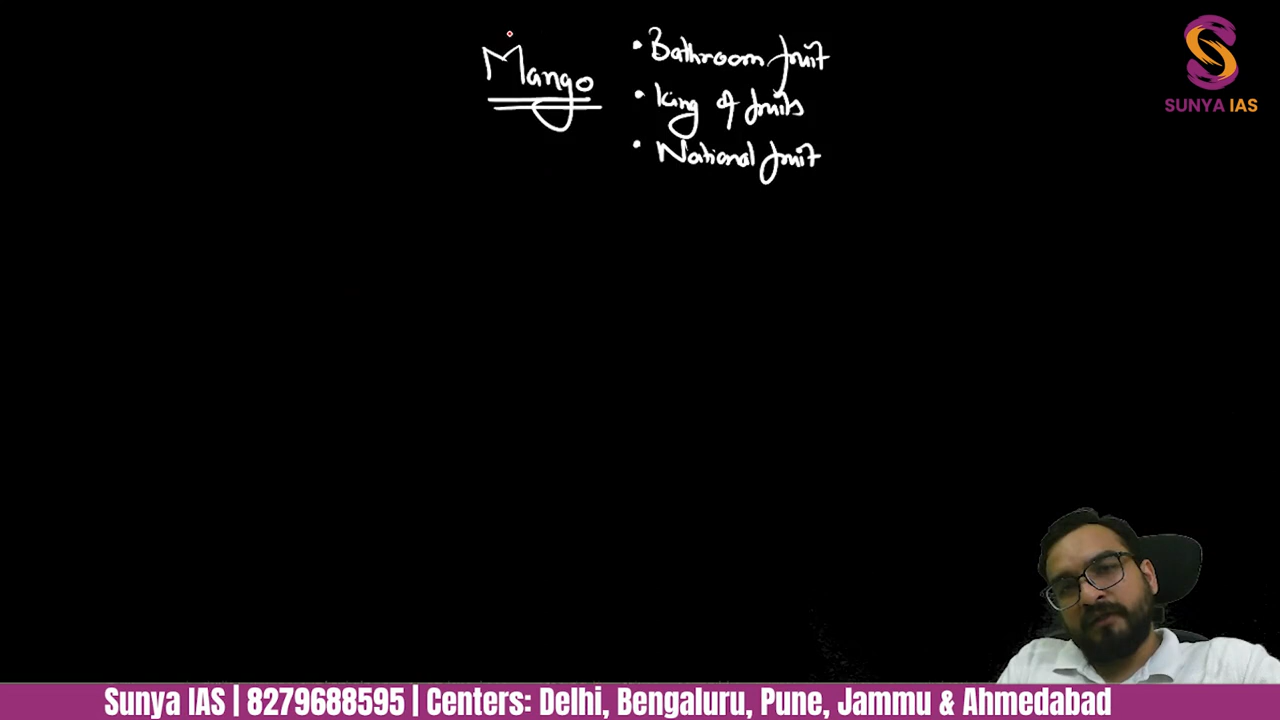 Mango
• Bathroom fruit
• King of fruits
• National fruit
SUNYA IAS
Sunya IAS | 8279688595 | Centers: Delhi, Bengaluru, Pune, Jammu & Ahmedabad